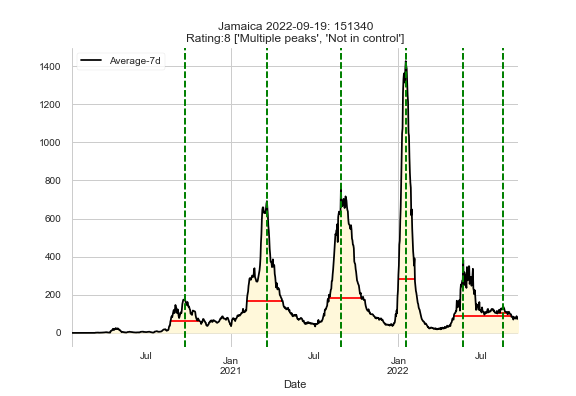 Jamaica 2022-09-19: 151340
Rating:8 ['Multiple peaks', 'Not in control']
Average-7d
1400
1200
1000
800
600
400
200
0
Jul
Jan
2021
Jul
Jan
2022
Jul
Date